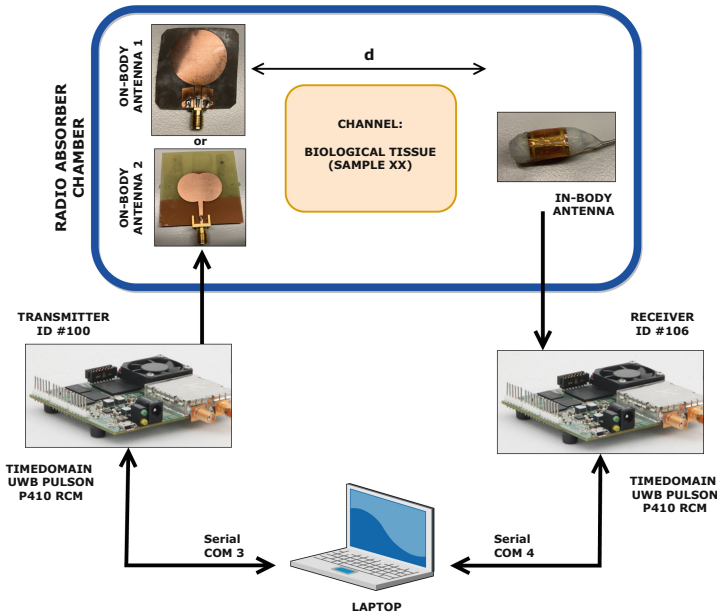 RADIO ABSORBER
CHAMBER
ON-BODY
ANTENNA 1
or
ON-BODY
ANTENNA 2
d
CHANNEL:
BIOLOGICAL TISSUE
(SAMPLE XX)
IN-BODY
ANTENNA
TRANSMITTER
ID #100
RECEIVER
ID #106
TIMEDOMAIN
UWB PULSON
P410 RCM
TIMEDOMAIN
UWB PULSON
P410 RCM
Serial
COM 3
Serial
COM 4
LAPTOP